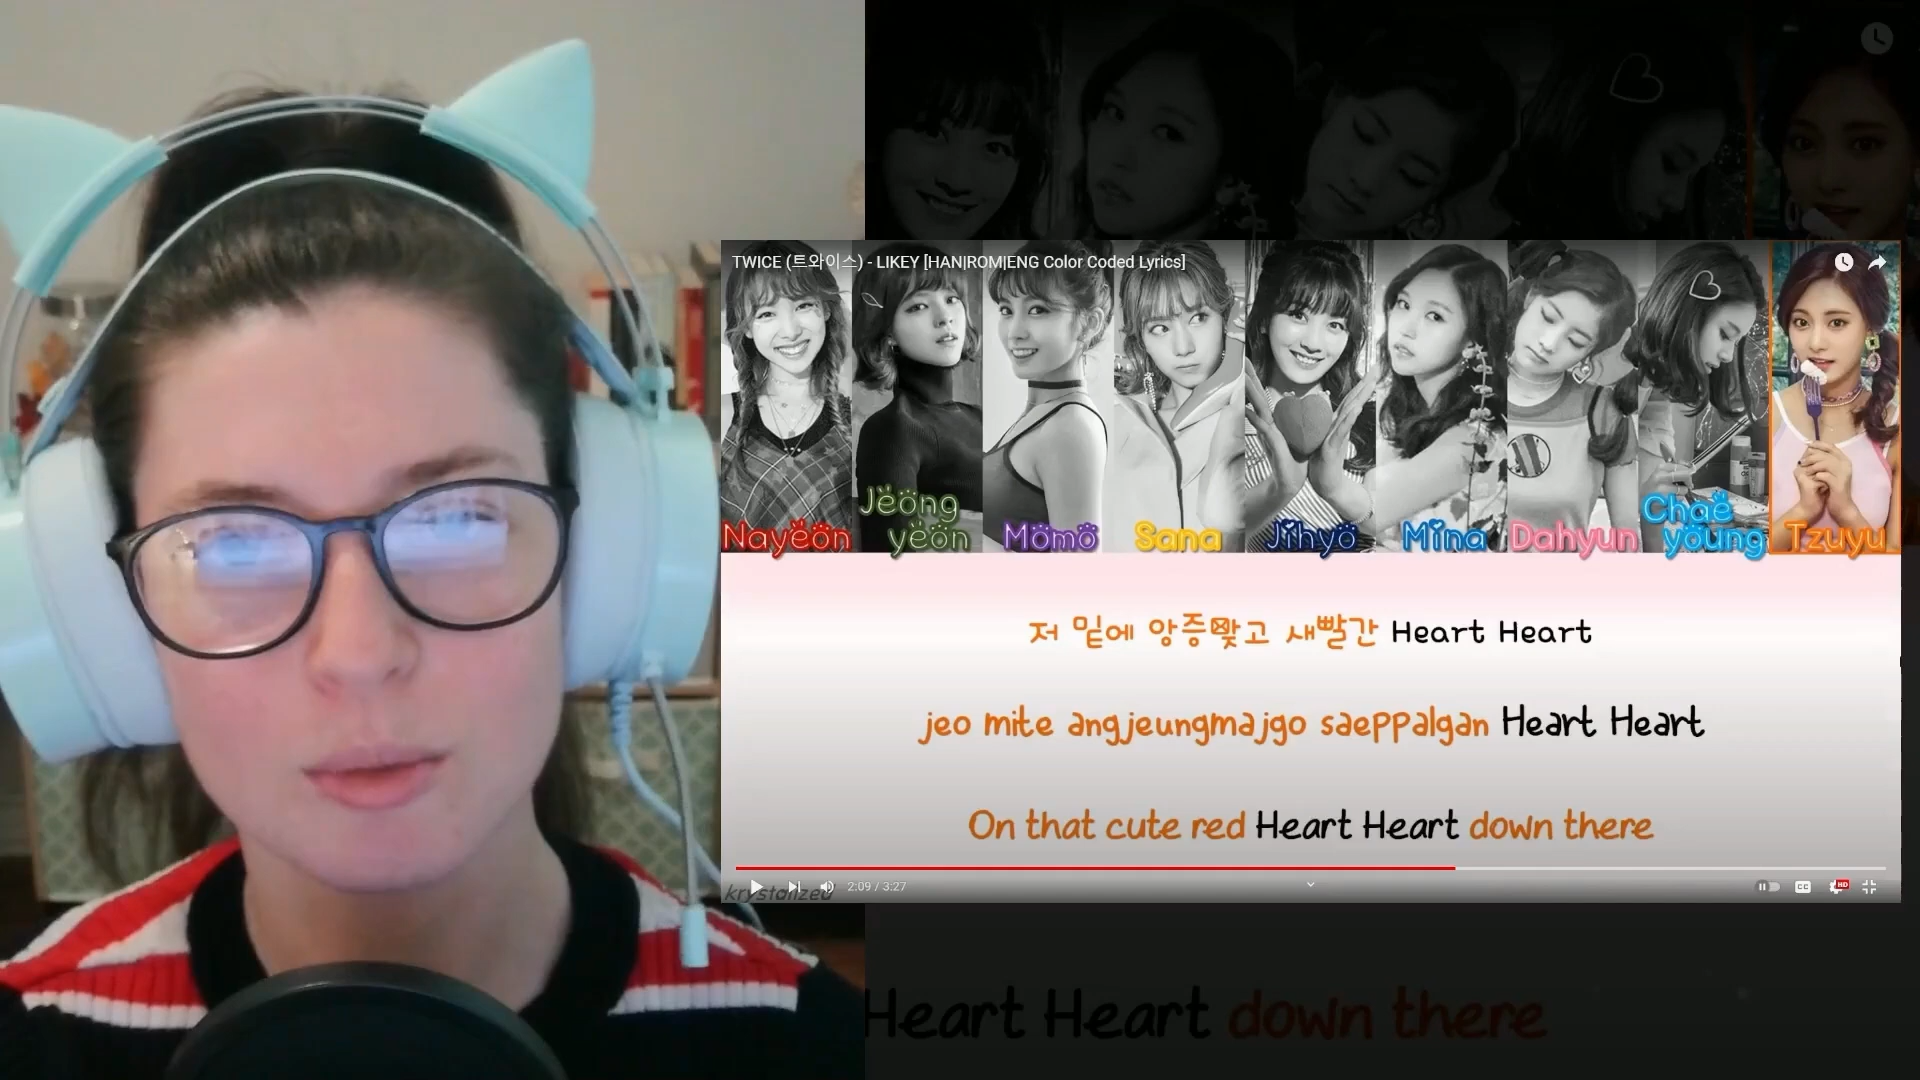 TWICE (트와이스) - LIKEY [HAN|ROM|ENG Color Coded Lyrics]
Nayeon
Jeong
yeon
Momo
Sana
Jihyo
Mina
Dahyun
Chae
young
Tzuyu
저 밑에 앙증맞고 새빨간 Heart Heart
jeo mite angjeungmajgo saeppalgan Heart Heart
On that cute red Heart Heart down there
krystalized
2:09 / 3:27
CC
HD
Heart Heart down there